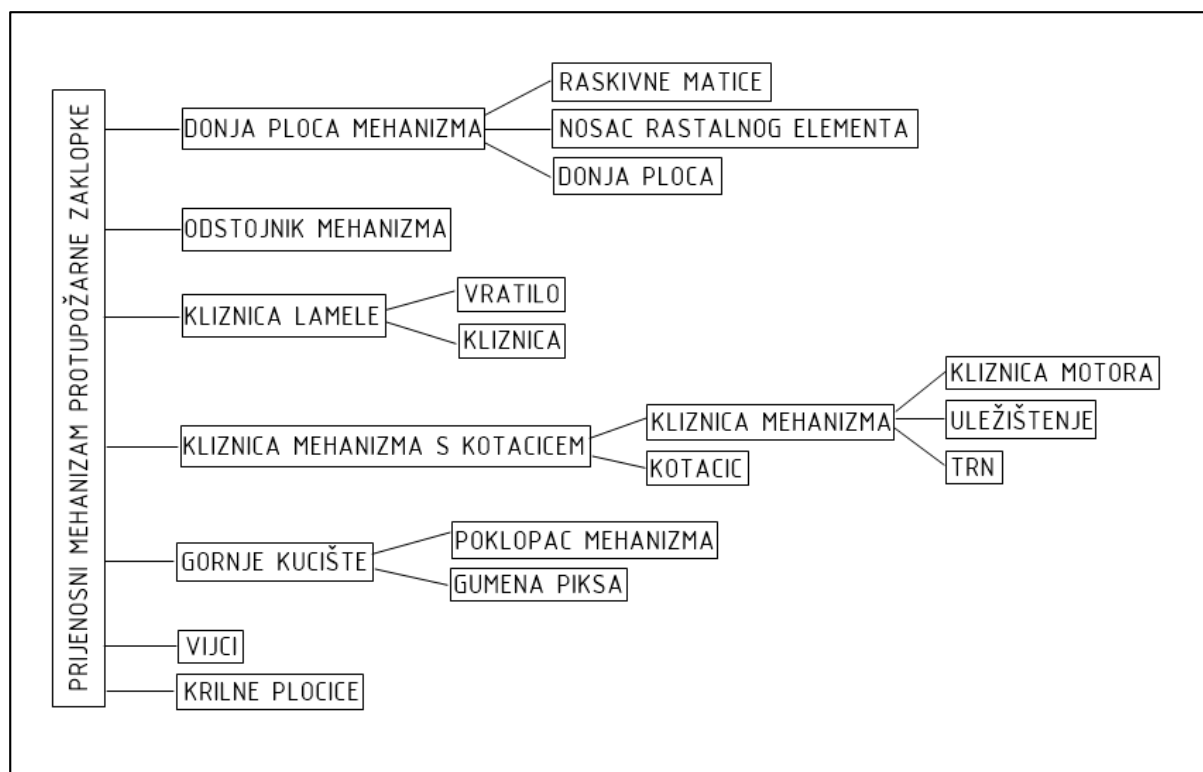 PRIJENOSNI MEHANIZAM PROTUPOŽARNE ZAKLOPKE
DONJA PLOCA MEHANIZMA
RASKIVNE MATICE
NOSAC RASTALNOG ELEMENTA
DONJA PLOCA
ODSTOJNIK MEHANIZMA
KLIZNICA LAMELE
VRATILO
KLIZNICA
KLIZNICA MEHANIZMA S KOTACICEM
KLIZNICA MEHANIZMA
KLIZNICA MOTORA
ULEŽIŠTENJE
TRN
KOTACIC
GORNJE KUCIŠTE
POKLOPAC MEHANIZMA
GUMENA PIKSA
VIJCI
KRILNE PLOCICE